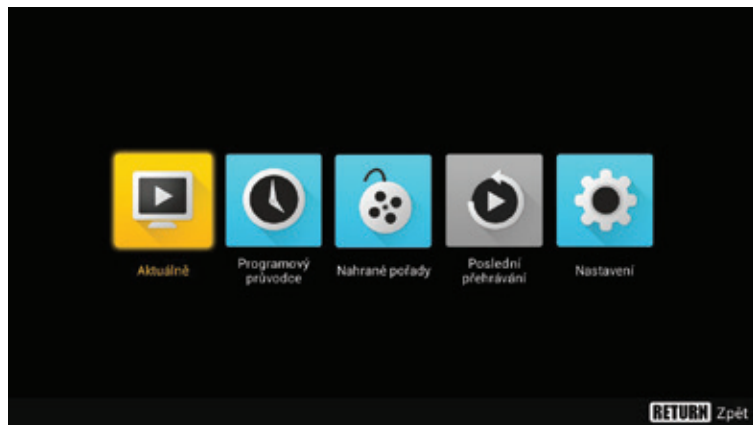 Aktuálně
Programový
průvodce
Nahrané pořady
Poslední
přehrávání
Nastavení
RETURN Zpět